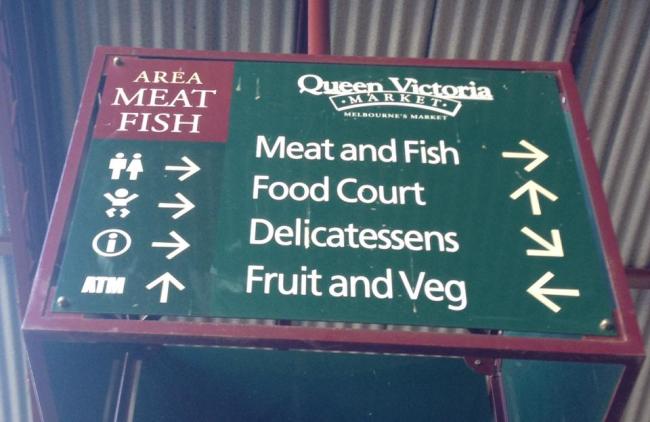 AREA
MEAT
FISH
Queen Victoria
MARKET
MELBOURNE'S MARKET
Meat and Fish
Food Court
Delicatessens
Fruit and Veg
i
ATM